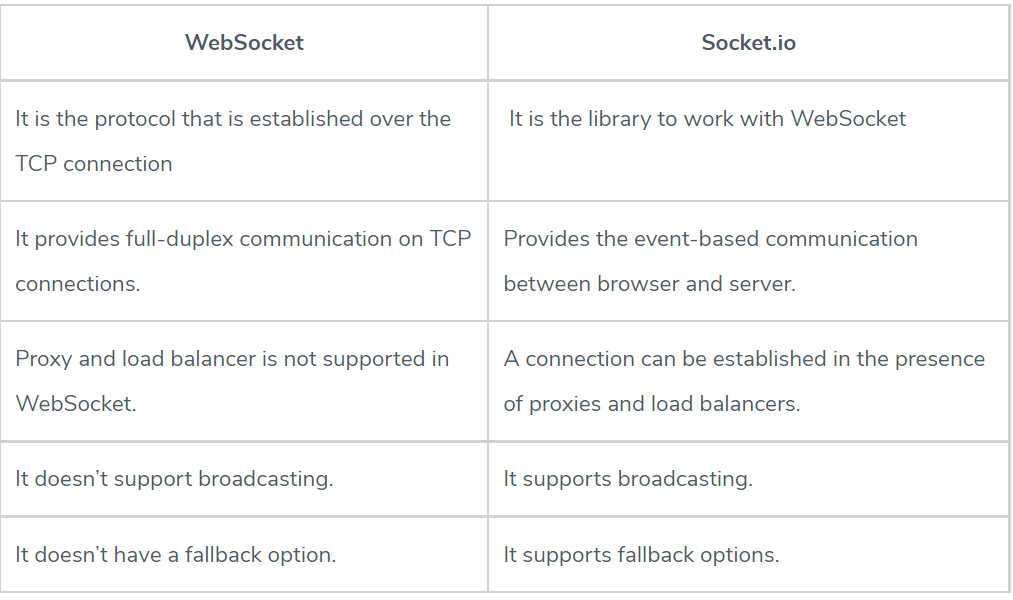 WebSocket
Socket.io
It is the protocol that is established over the
TCP connection
It is the library to work with WebSocket
It provides full-duplex communication on TCP
connections.
Provides the event-based communication
between browser and server.
Proxy and load balancer is not supported in
WebSocket.
A connection can be established in the presence
of proxies and load balancers.
It doesn’t support broadcasting.
It supports broadcasting.
It doesn’t have a fallback option.
It supports fallback options.